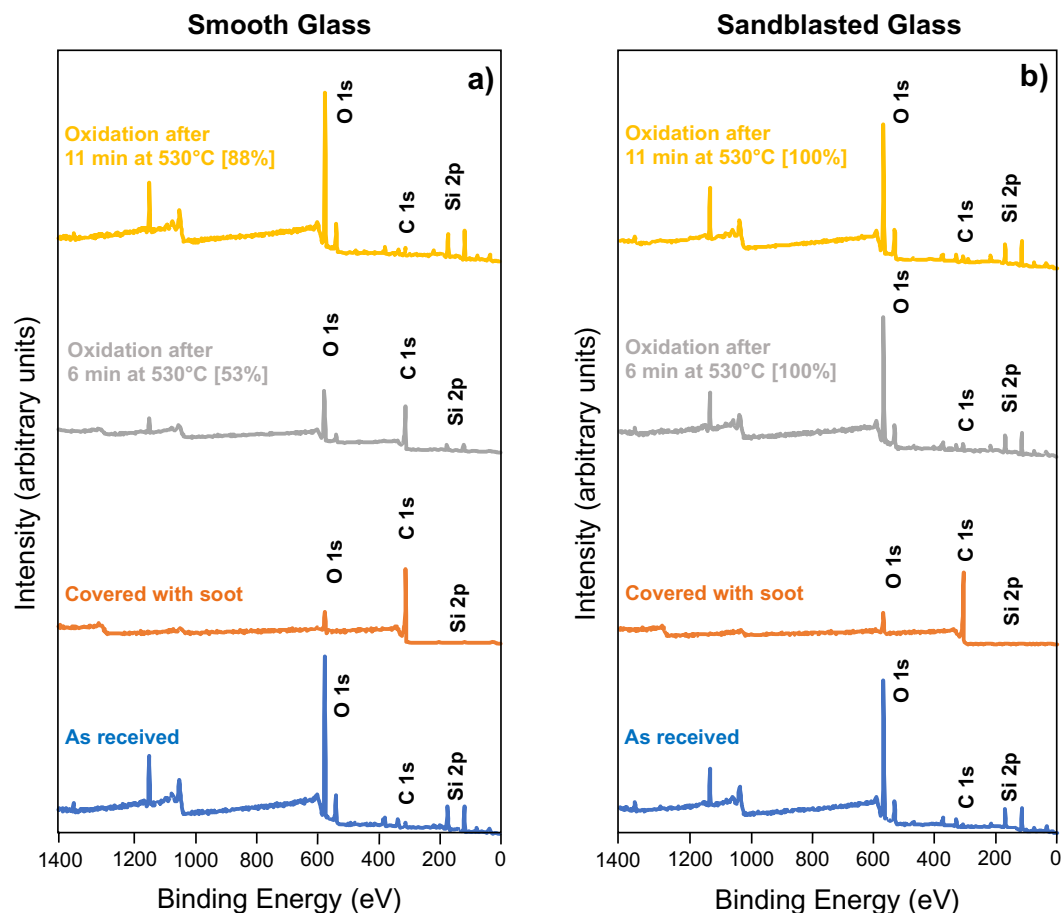 Smooth Glass
a)
Oxidation after
11 min at 530°C [88%]
O 1s
C 1s
Si 2p
Oxidation after
6 min at 530°C [53%]
O 1s
C 1s
Si 2p
Covered with soot
O 1s
C 1s
Si 2p
As received
O 1s
C 1s
Si 2p
Intensity (arbitrary units)
1400 1200 1000 800 600 400 200 0
Binding Energy (eV)
Sandblasted Glass
b)
Oxidation after
11 min at 530°C [100%]
O 1s
C 1s
Si 2p
Oxidation after
6 min at 530°C [100%]
O 1s
C 1s
Si 2p
Covered with soot
O 1s
C 1s
Si 2p
As received
O 1s
C 1s
Si 2p
Intensity (arbitrary units)
1400 1200 1000 800 600 400 200 0
Binding Energy (eV)